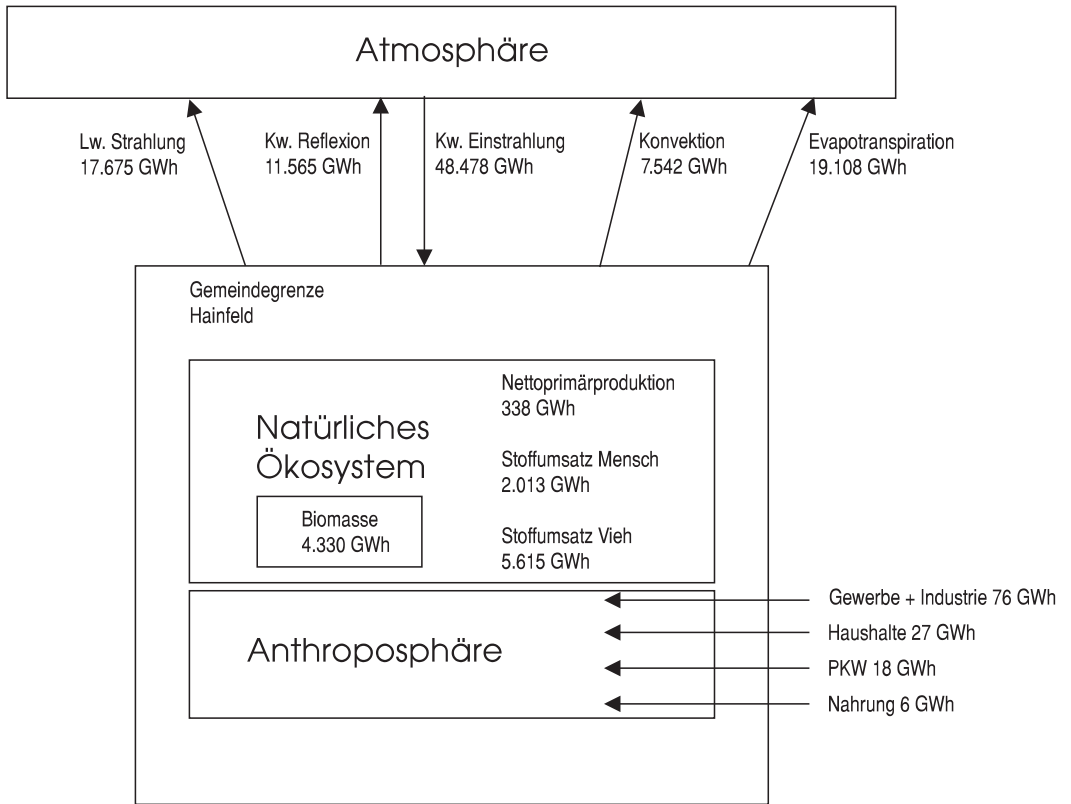 Atmosphäre
Lw. Strahlung
17.675 GWh
Kw. Reflexion
11.565 GWh
Kw. Einstrahlung
48.478 GWh
Konvektion
7.542 GWh
Evapotranspiration
19.108 GWh
Gemeindegrenze
Hainfeld
Natürliches
Ökosystem
Biomasse
4.330 GWh
Nettoprimärproduktion
338 GWh
Stoffumsatz Mensch
2.013 GWh
Stoffumsatz Vieh
5.615 GWh
Anthroposphäre
Gewerbe + Industrie 76 GWh
Haushalte 27 GWh
PKW 18 GWh
Nahrung 6 GWh